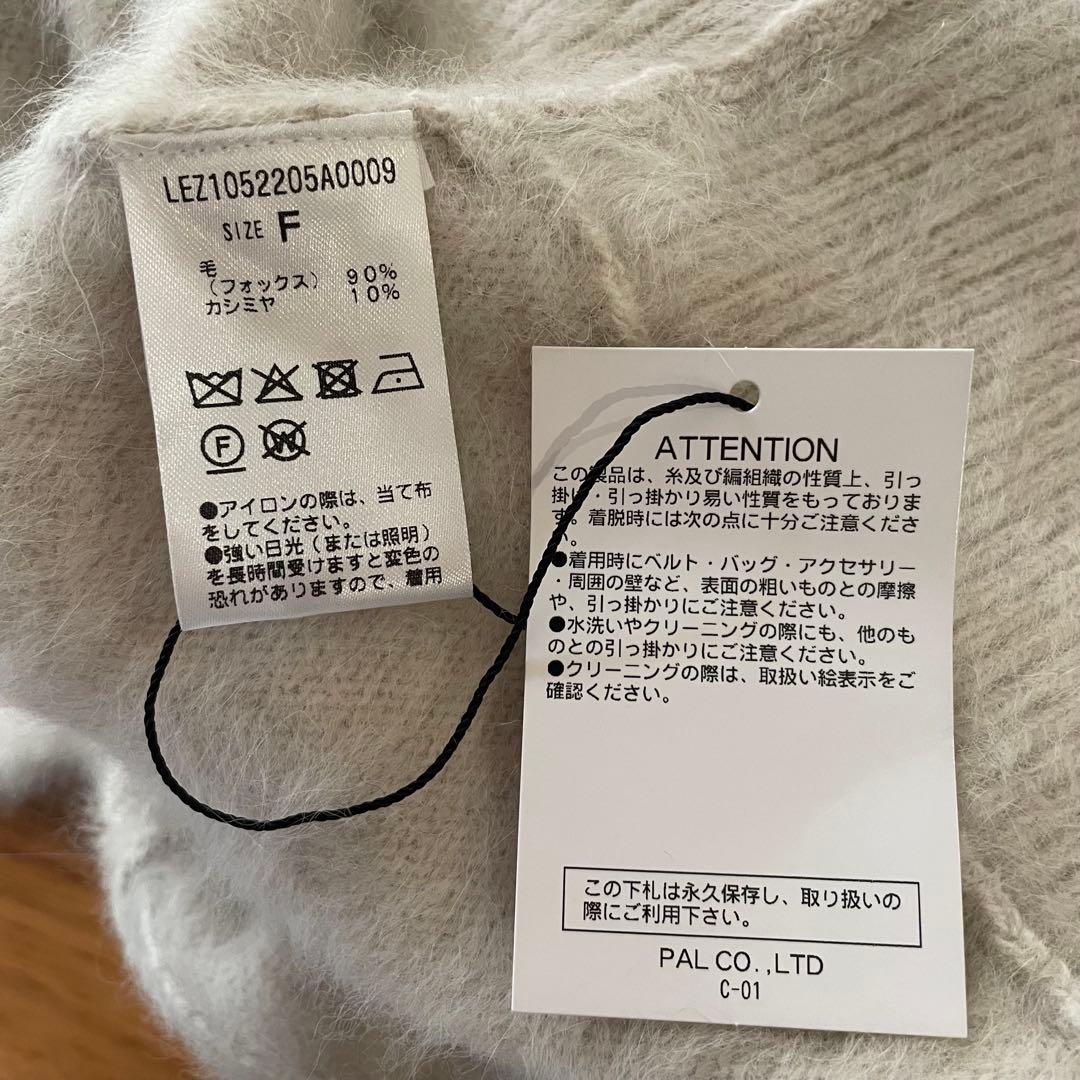 LEZ1052205A0009
SIZE F
毛
(フォックス) 90%
カシミヤ 10%
F
W
●アイロンの際は、当て布
をしてください。
●強い日光(または照明)
を長時間受けますと変色の
恐れがありますので、着用
ATTENTION
この製品は、糸及び編組織の性質上、引っ
掛け・引っ掛かり易い性質をもっておりま
す。着脱時には次の点に十分ご注意くださ
。
●着用時にベルト・バッグ・アクセサリー
・周囲の壁など、表面の粗いものとの摩擦
や、引っ掛かりにご注意ください。
●水洗いやクリーニングの際にも、他のも
のとの引っ掛かりにご注意ください。
●クリーニングの際は、取扱い絵表示をご
確認ください。
この下札は永久保存し、取り扱いの
際にご利用下さい。
PAL CO.,LTD
C-01